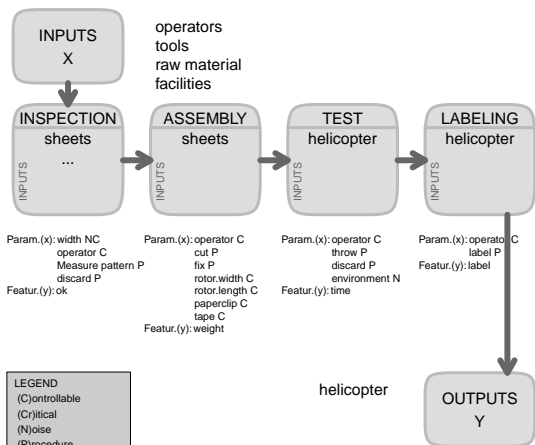 INPUTS
X
operators
tools
raw material
facilities
INSPECTION
sheets
...
INPUTS
ASSEMBLY
sheets
INPUTS
TEST
helicopter
INPUTS
LABELING
helicopter
INPUTS
Param.(x): width NC
operator C
Measure pattern P
discard P
Featur.(y): ok
Param.(x): operator C
cut P
fix P
rotor.width C
rotor.length C
paperclip C
tape C
Featur.(y): weight
Param.(x): operator C
throw P
discard P
environment N
Featur.(y): time
Param.(x): operator C
label P
Featur.(y): label
LEGEND
(C)ontrollable
(Cr)itical
(N)oise
(P)rocedure
helicopter
OUTPUTS
Y